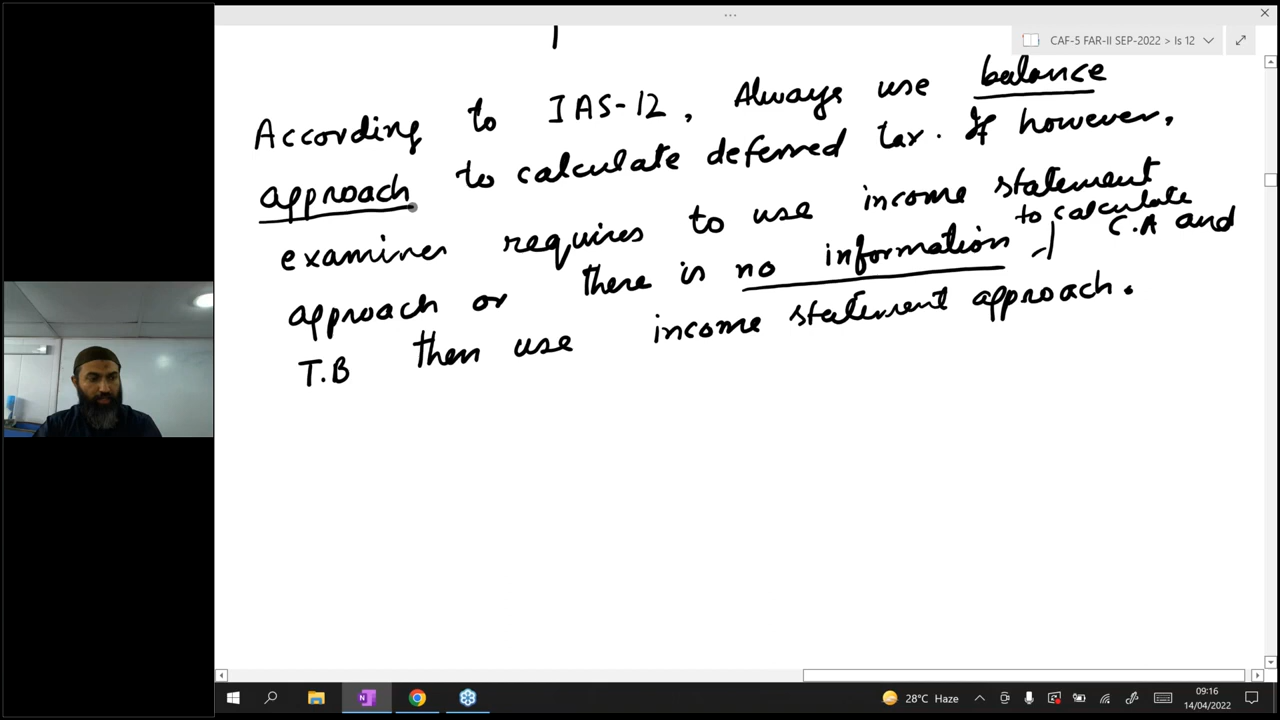 CAF-5 FAR-II SEP-2022 > Is 12
According to IAS-12, Always use balance
approach to calculate deferred tax. If however,
examiner requires to use income statement
to calculate
approach or there is no information C.A and
T.B then use income statement approach.
28°C Haze
09:16
14/04/2022